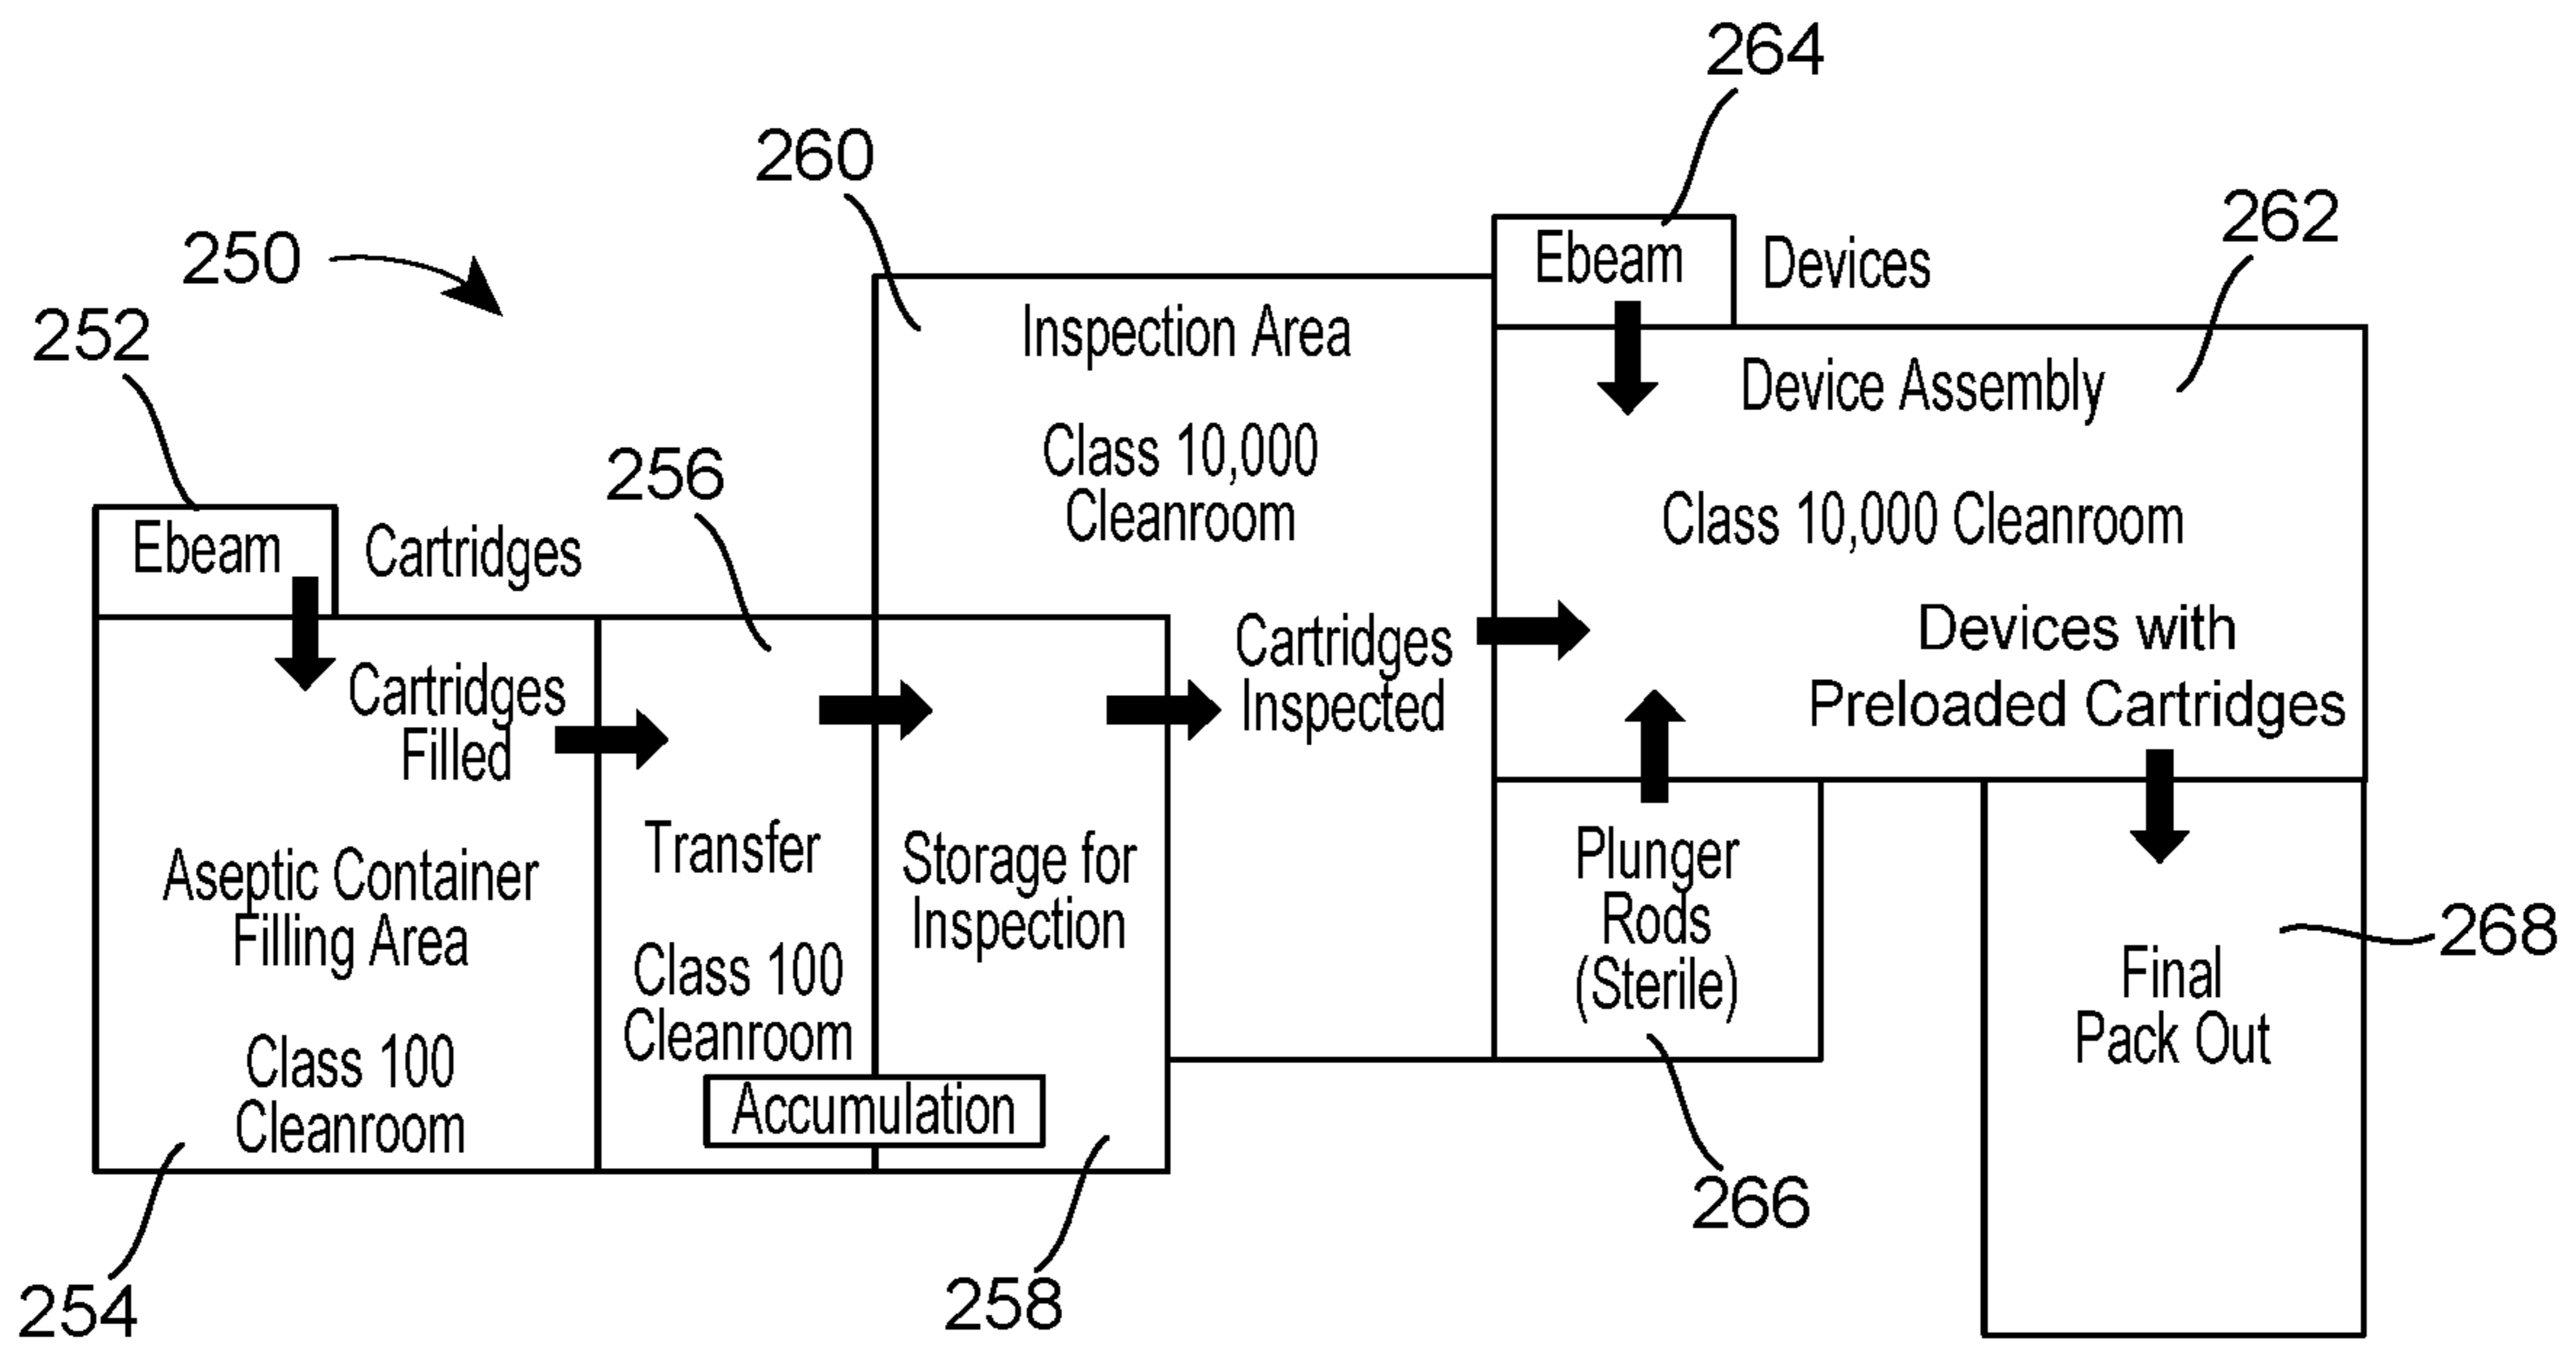 264
260
262
250
Ebeam
Devices
252
Inspection Area
Device Assembly
Class 10,000
Cleanroom
Class 10,000 Cleanroom
256
Ebeam
Cartridges
Cartridges
Inspected
Devices with
Preloaded Cartridges
Cartridges
Filled
Transfer
Storage for
Inspection
Plunger
Rods
(Sterile)
Aseptic Container
Filling Area
268
Final
Pack Out
Class 100
Cleanroom
Class 100
Cleanroom
Accumulation
266
254
258